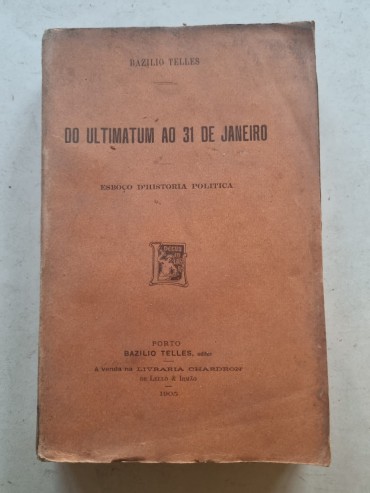 BAZILIO TELLES
DO ULTIMATUM AO 31 DE JANEIRO
ESBOÇO D'HISTORIA POLITICA
PORTO
BAZILIO TELLES, editor
Á venda na LIVRARIA CHARDRON
DE LELLO & IRMÃO
1905